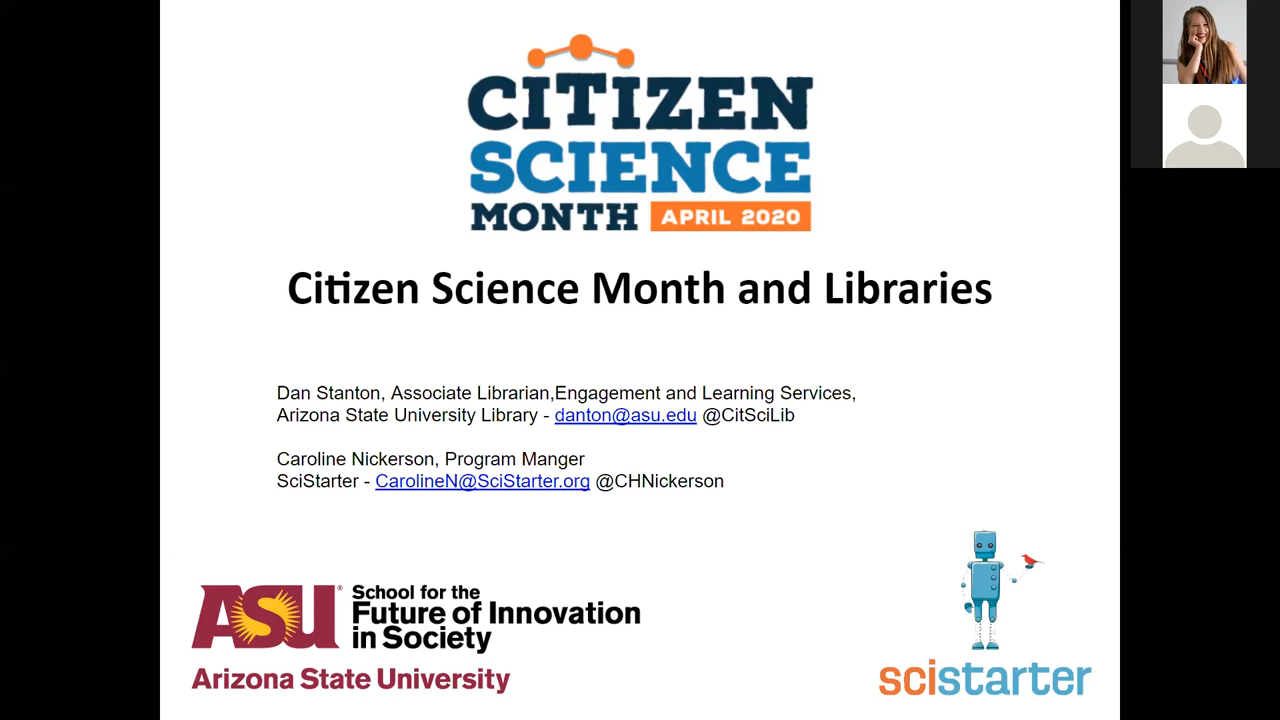 CITIZEN
SCIENCE
MONTH APRIL 2020
Citizen Science Month and Libraries
Dan Stanton, Associate Librarian,Engagement and Learning Services,
Arizona State University Library - danton@asu.edu @CitSciLib
Caroline Nickerson, Program Manger
SciStarter - CarolineN@SciStarter.org @CHNickerson
ASU® School for the
Future of Innovation
in Society
Arizona State University
scistarter